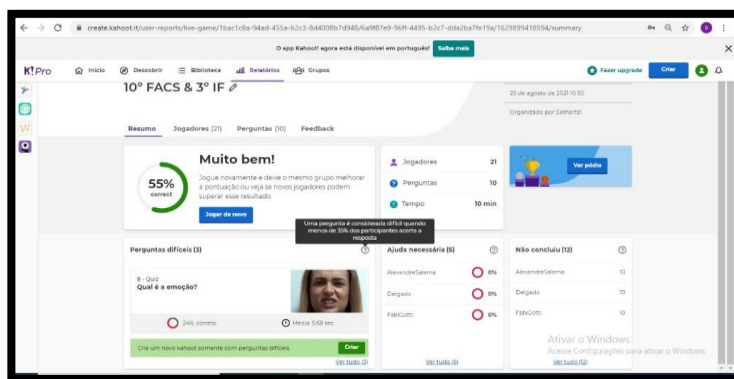 create.kahoot.it/user-reports/live-game/1bac1c8a-94ad-455a-b2c3-8d4008b7d948/6a9f87e9-96ff-4495-b2c7-dda2ba7fe19a/1629899418594/summary
O app Kahoot! agora está disponível em português! Saiba mais
K! Pro Início Descobrir Biblioteca Relatórios Grupos Fazer upgrade Criar
10º FACS & 3º IF
25 de agosto de 2021 10:50
Organizado por Sidharta!
Resumo Jogadores (21) Perguntas (10) Feedback
Muito bem!
55%
correct
Jogue novamente e deixe o mesmo grupo melhorar
a pontuação ou veja se novos jogadores podem
superar esse resultado.
Jogar de novo
Jogadores 21
Perguntas 10
Tempo 10 min
Ver pódio
Uma pergunta é considerada difícil quando
menos de 35% dos participantes acerta a
resposta
Perguntas difíceis (3)
8 - Quiz
Qual é a emoção?
24% correto
Média 5.68 sec
Crie um novo kahoot somente com perguntas difíceis Criar
Ver tudo (3)
Ajuda necessária (5)
AlexandreSalema 0%
Delgado 0%
FabiGotti 0%
Ver tudo (5)
Não concluiu (12)
AlexandreSalema 10
Delgado 10
FabiGotti 10
Ver tudo (12)
Ativar o Windows
Acesse Configurações para ativar o Windows.